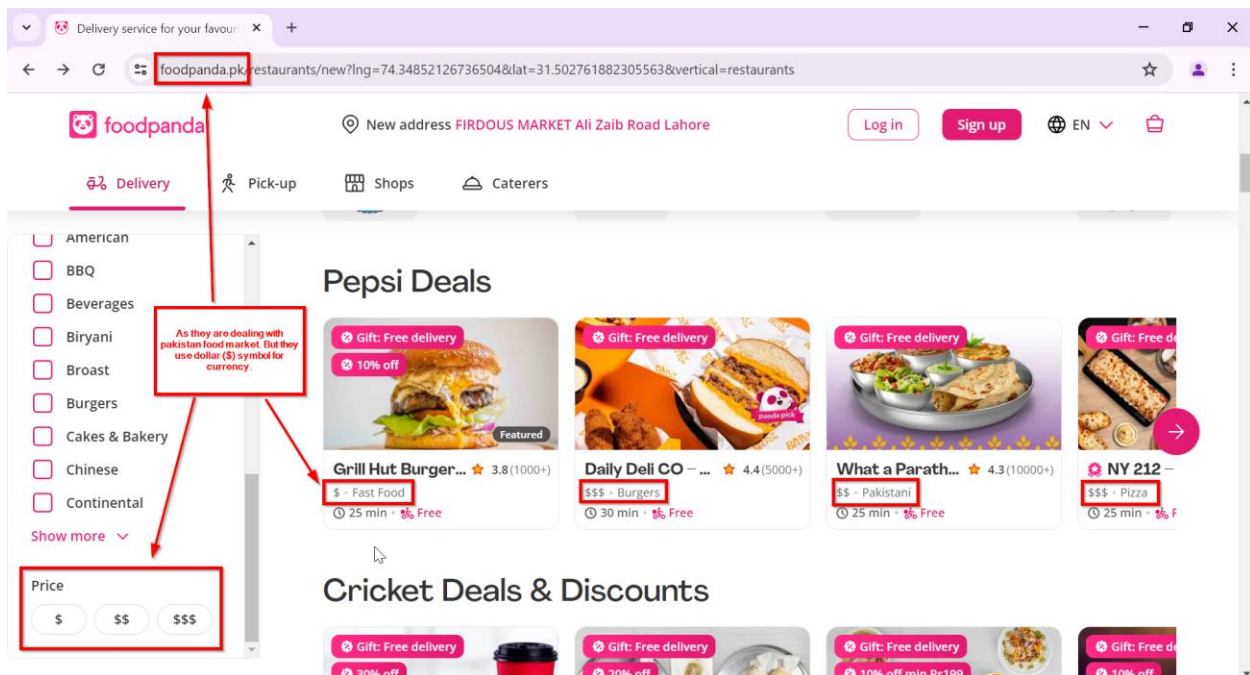 Delivery service for your favouri
foodpanda.pk/restaurants/new?lng=74.34852126736504&lat=31.502761882305563&vertical=restaurants
foodpanda
New address FIRDOUS MARKET Ali Zaib Road Lahore
Log in
Sign up
EN
Delivery
Pick-up
Shops
Caterers
American
BBQ
Beverages
Biryani
Broast
Burgers
Cakes & Bakery
Chinese
Continental
Show more
Price
$
$$
$$$
As they are dealing with
pakistan food market. But they
use dollar ($) symbol for
currency.
Pepsi Deals
Gift: Free delivery
10% off
Featured
Grill Hut Burger... 3.8(1000+)
$ • Fast Food
25 min • Free
Gift: Free delivery
panda pick
Daily Deli CO – ... 4.4(5000+)
$$$ • Burgers
30 min • Free
Gift: Free delivery
What a Parath... 4.3(10000+)
$$ • Pakistani
25 min • Free
Gift: Free de
NY 212 –
$$$ • Pizza
25 min • F
Cricket Deals & Discounts
Gift: Free delivery
30% off
Gift: Free delivery
20% off
Gift: Free delivery
10% off min Rs199
Gift: Free de
10% off